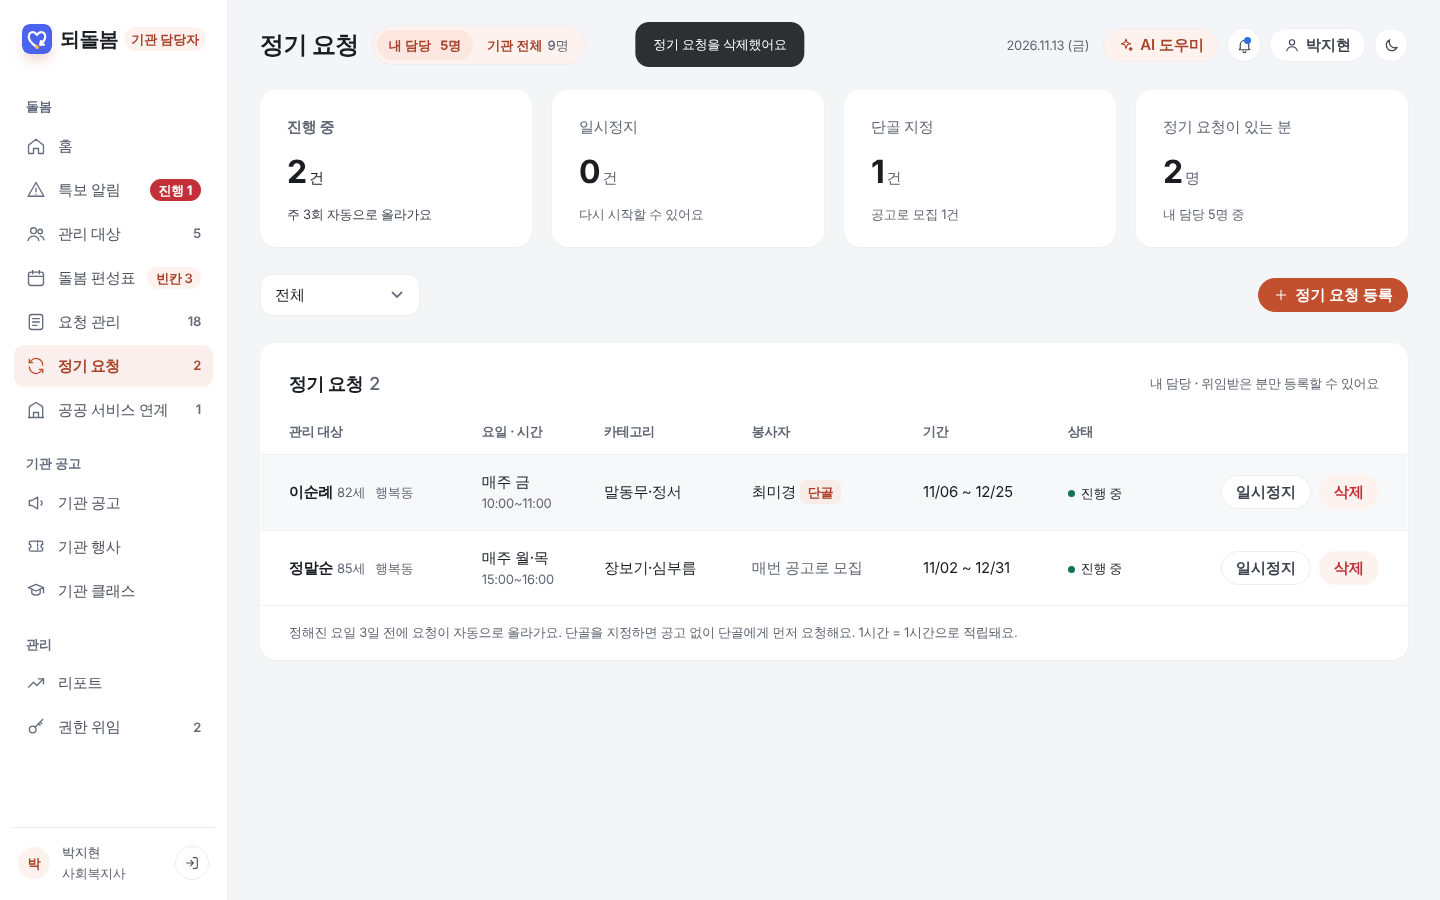 되돌봄 기관 담당자
돌봄
홈
특보 알림 진행 1
관리 대상 5
돌봄 편성표 빈칸 3
요청 관리 18
정기 요청 2
공공 서비스 연계 1
기관 공고
기관 공고
기관 행사
기관 클래스
관리
리포트
권한 위임 2
박 박지현
사회복지사
정기 요청 내 담당 5명 기관 전체 9명
정기 요청을 삭제했어요
2026.11.13 (금) AI 도우미 박지현
진행 중
2건
주 3회 자동으로 올라가요
일시정지
0건
다시 시작할 수 있어요
단골 지정
1건
공고로 모집 1건
정기 요청이 있는 분
2명
내 담당 5명 중
전체
정기 요청 등록
정기 요청 2
내 담당 · 위임받은 분만 등록할 수 있어요
관리 대상 요일 · 시간 카테고리 봉사자 기간 상태
이순례 82세 행복동 매주 금 10:00~11:00 말동무·정서 최미경 단골 11/06 ~ 12/25 진행 중 일시정지 삭제
정말순 85세 행복동 매주 월·목 15:00~16:00 장보기·심부름 매번 공고로 모집 11/02 ~ 12/31 진행 중 일시정지 삭제
정해진 요일 3일 전에 요청이 자동으로 올라가요. 단골을 지정하면 공고 없이 단골에게 먼저 요청해요. 1시간 = 1시간으로 적립돼요.